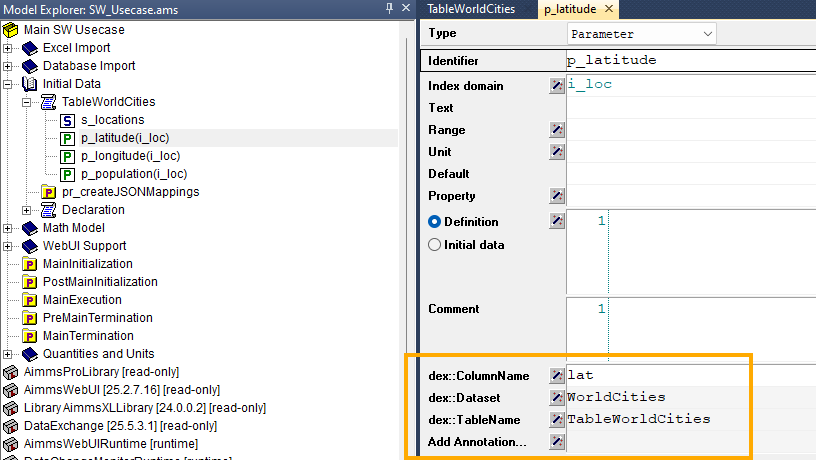 Model Explorer: SW_Usecase.ams
Main SW Usecase
Excel Import
Database Import
Initial Data
TableWorldCities
S s_locations
P p_latitude(i_loc)
P p_longitude(i_loc)
P p_population(i_loc)
P pr_createJSONMappings
Declaration
Math Model
WebUI Support
P MainInitialization
P PostMainInitialization
P MainExecution
P PreMainTermination
P MainTermination
Quantities and Units
AimmsProLibrary [read-only]
AimmsWebUI [25.2.7.16] [read-only]
Library AimmsXLLibrary [24.0.0.2] [read-only]
DataExchange [25.5.3.1] [read-only]
AimmsWebUIRuntime [runtime]
DataChangeMonitorRuntime [runtime]
TableWorldCities p_latitude
Type Parameter
Identifier p_latitude
Index domain i_loc
Text
Range
Unit
Default
Property
Definition 1
Initial data
Comment 1
dex::ColumnName lat
dex::Dataset WorldCities
dex::TableName TableWorldCities
Add Annotation...